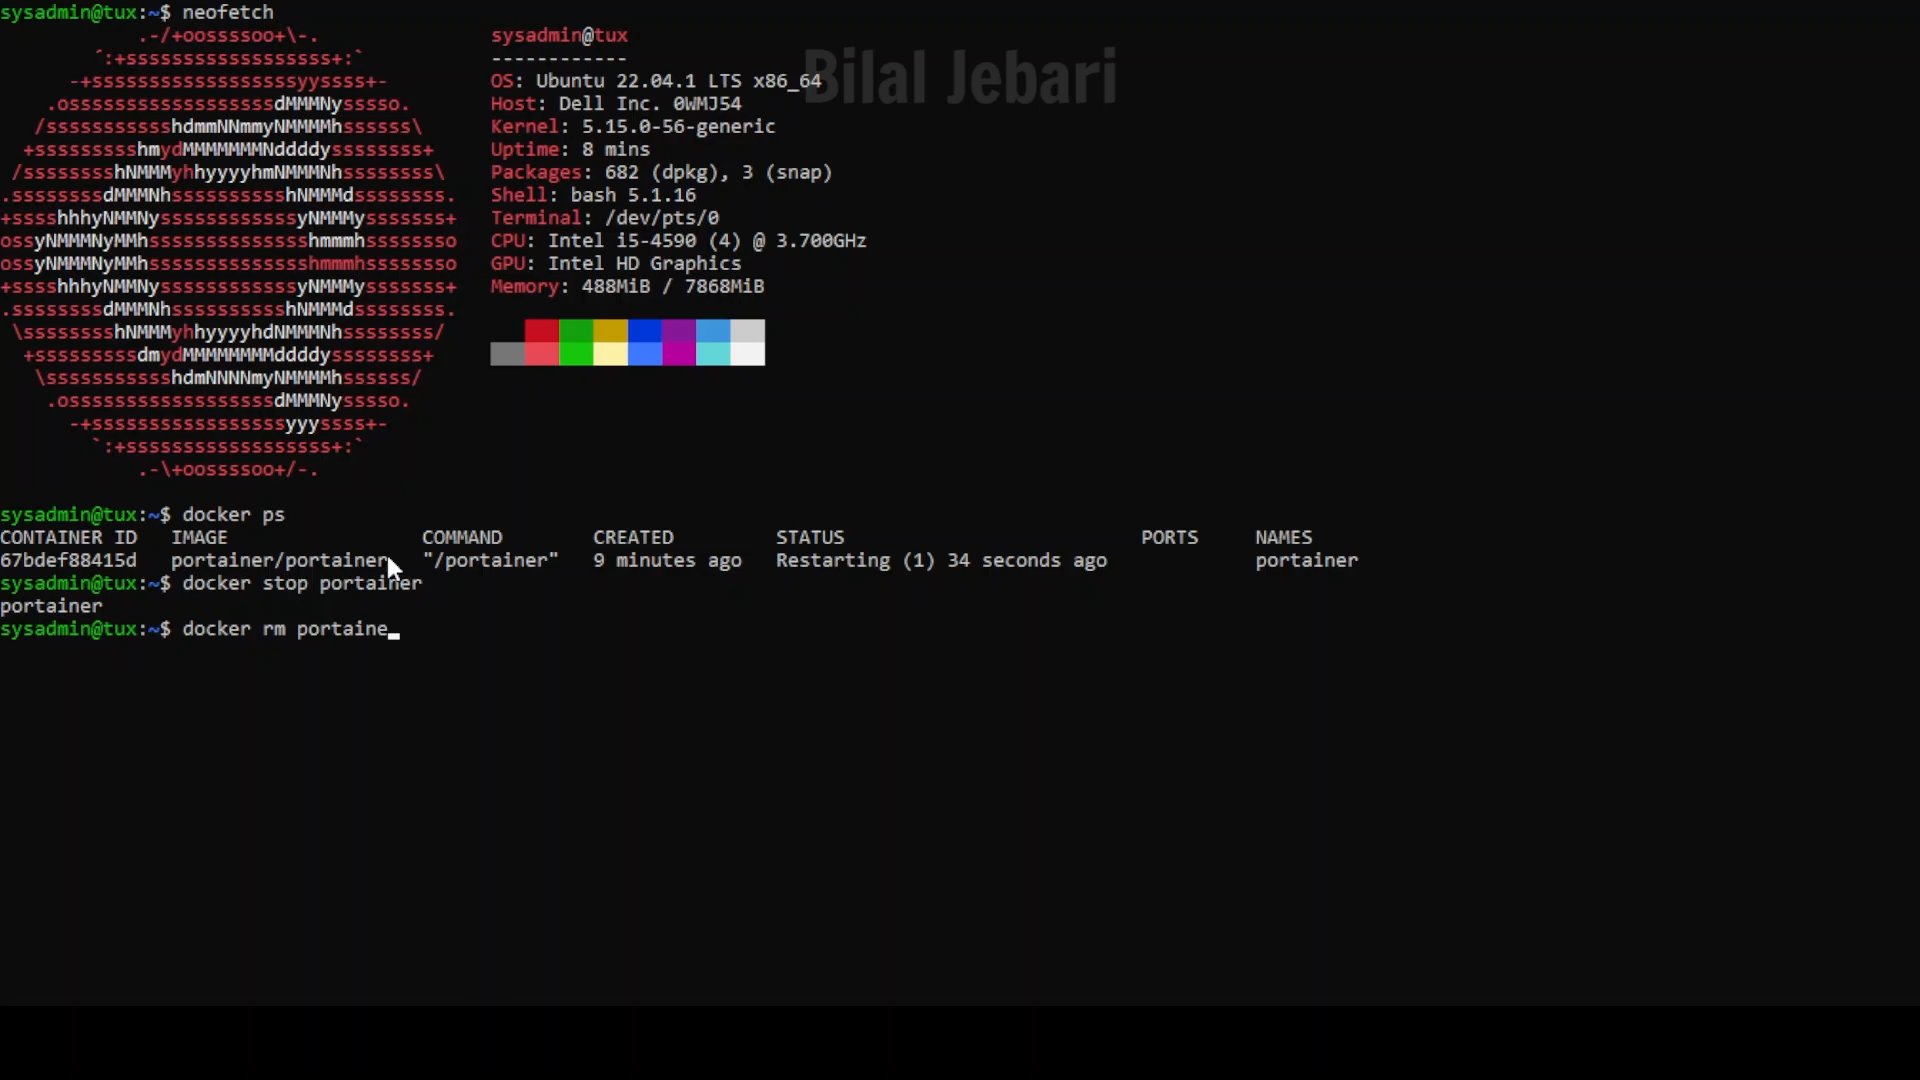 sysadmin@tux:~$ neofetch
.-/+oossssoo+\-.
´:+ssssssssssssssssss+:`
-+ssssssssssssssssssyyssss+-
.ossssssssssssssssssdMMMNysssso.
/ssssssssssshdmmNNmmyNMMMMhssssss\
+ssssssssshmydMMMMMMMNddddyssssssss+
/sssssssshNMMMyhhyyyyhmNMMMNhssssssss\
.ssssssssdMMMNhsssssssssshNMMMdssssssss.
+sssshhhyNMMNyssssssssssssyNMMMysssssss+
ossyNMMMNyMMhsssssssssssssshmmmhssssssso
ossyNMMMNyMMhsssssssssssssshmmmhssssssso
+sssshhhyNMMNyssssssssssssyNMMMysssssss+
.ssssssssdMMMNhsssssssssshNMMMdssssssss.
\sssssssshNMMMyhhyyyyhdNMMMNhssssssss/
+sssssssssdmydMMMMMMMMddddyssssssss+
\ssssssssssshdmNNNNmyNMMMMhssssss/
.ossssssssssssssssssdMMMNysssso.
-+sssssssssssssssssyyyssss+-
`:+ssssssssssssssssss+:`
.-\+oossssoo+/-.
sysadmin@tux
------------
Bilal Jebari
OS: Ubuntu 22.04.1 LTS x86_64
Host: Dell Inc. 0WMJ54
Kernel: 5.15.0-56-generic
Uptime: 8 mins
Packages: 682 (dpkg), 3 (snap)
Shell: bash 5.1.16
Terminal: /dev/pts/0
CPU: Intel i5-4590 (4) @ 3.700GHz
GPU: Intel HD Graphics
Memory: 488MiB / 7868MiB
sysadmin@tux:~$ docker ps
CONTAINER ID IMAGE COMMAND CREATED STATUS PORTS NAMES
67bdef88415d portainer/portainer "/portainer" 9 minutes ago Restarting (1) 34 seconds ago portainer
sysadmin@tux:~$ docker stop portainer
portainer
sysadmin@tux:~$ docker rm portaine